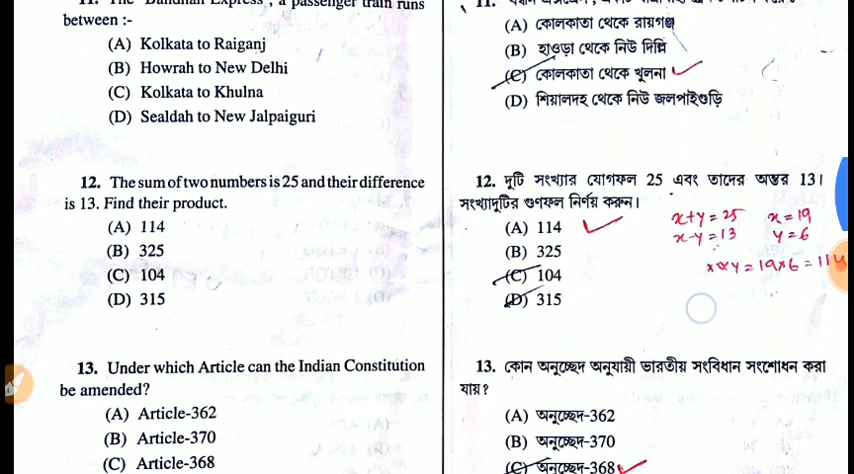 between :-
(A) Kolkata to Raiganj
(B) Howrah to New Delhi
(C) Kolkata to Khulna
(D) Sealdah to New Jalpaiguri
12. The sum of two numbers is 25 and their difference
is 13. Find their product.
(A) 114
(B) 325
(C) 104
(D) 315
13. Under which Article can the Indian Constitution
be amended?
(A) Article-362
(B) Article-370
(C) Article-368
(A) কোলকাতা থেকে রায়গঞ্জ
(B) হাওড়া থেকে নিউ দিল্লি
(C) কোলকাতা থেকে খুলনা
(D) শিয়ালদহ থেকে নিউ জলপাইগুড়ি
12. দুটি সংখ্যার যোগফল 25 এবং তাদের অন্তর 13।
সংখ্যাদুটির গুণফল নির্ণয় করুন।
(A) 114
(B) 325
(C) 104
(D) 315
x+y=25 x=19
x-y=13 y=6
19×6=114
13. কোন অনুচ্ছেদ অনুযায়ী ভারতীয় সংবিধান সংশোধন করা
যায়?
(A) অনুচ্ছেদ-362
(B) অনুচ্ছেদ-370
(C) অনুচ্ছেদ-368